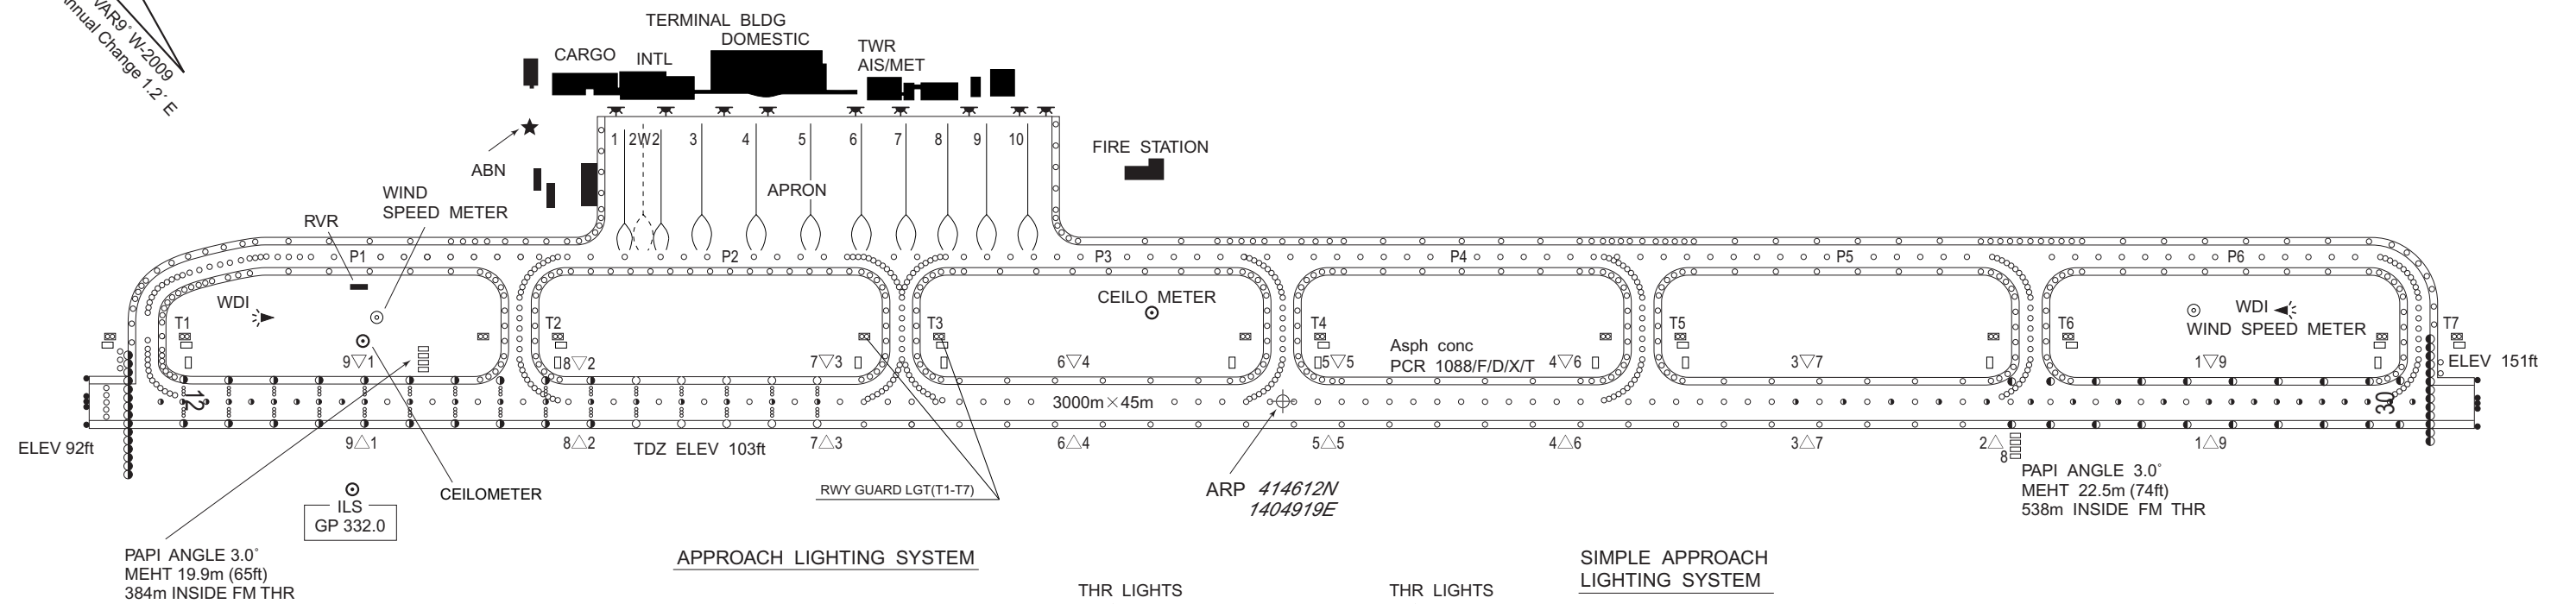 VAR9° W-2009
Annual Change 1.2´ E
TERMINAL BLDG
DOMESTIC
CARGO
INTL
TWR
AIS/MET
ABN
1
2W2
3
4
5
6
7
8
9
10
FIRE STATION
APRON
WIND
SPEED METER
RVR
P1
P2
P3
P4
P5
P6
WDI
CEILO METER
WDI
WIND SPEED METER
T1
T2
T3
T4
T5
T6
T7
9▽1
8▽2
7▽3
6▽4
5▽5
Asph conc
PCR 1088/F/D/X/T
4▽6
3▽7
1▽9
ELEV 151ft
12
3000m×45m
30
ELEV 92ft
9△1
8△2
TDZ ELEV 103ft
7△3
6△4
5△5
4△6
3△7
2△8
1△9
CEILOMETER
RWY GUARD LGT(T1-T7)
ARP 414612N
1404919E
PAPI ANGLE 3.0°
MEHT 22.5m (74ft)
538m INSIDE FM THR
ILS
GP 332.0
PAPI ANGLE 3.0°
MEHT 19.9m (65ft)
384m INSIDE FM THR
APPROACH LIGHTING SYSTEM
SIMPLE APPROACH
LIGHTING SYSTEM
THR LIGHTS
THR LIGHTS